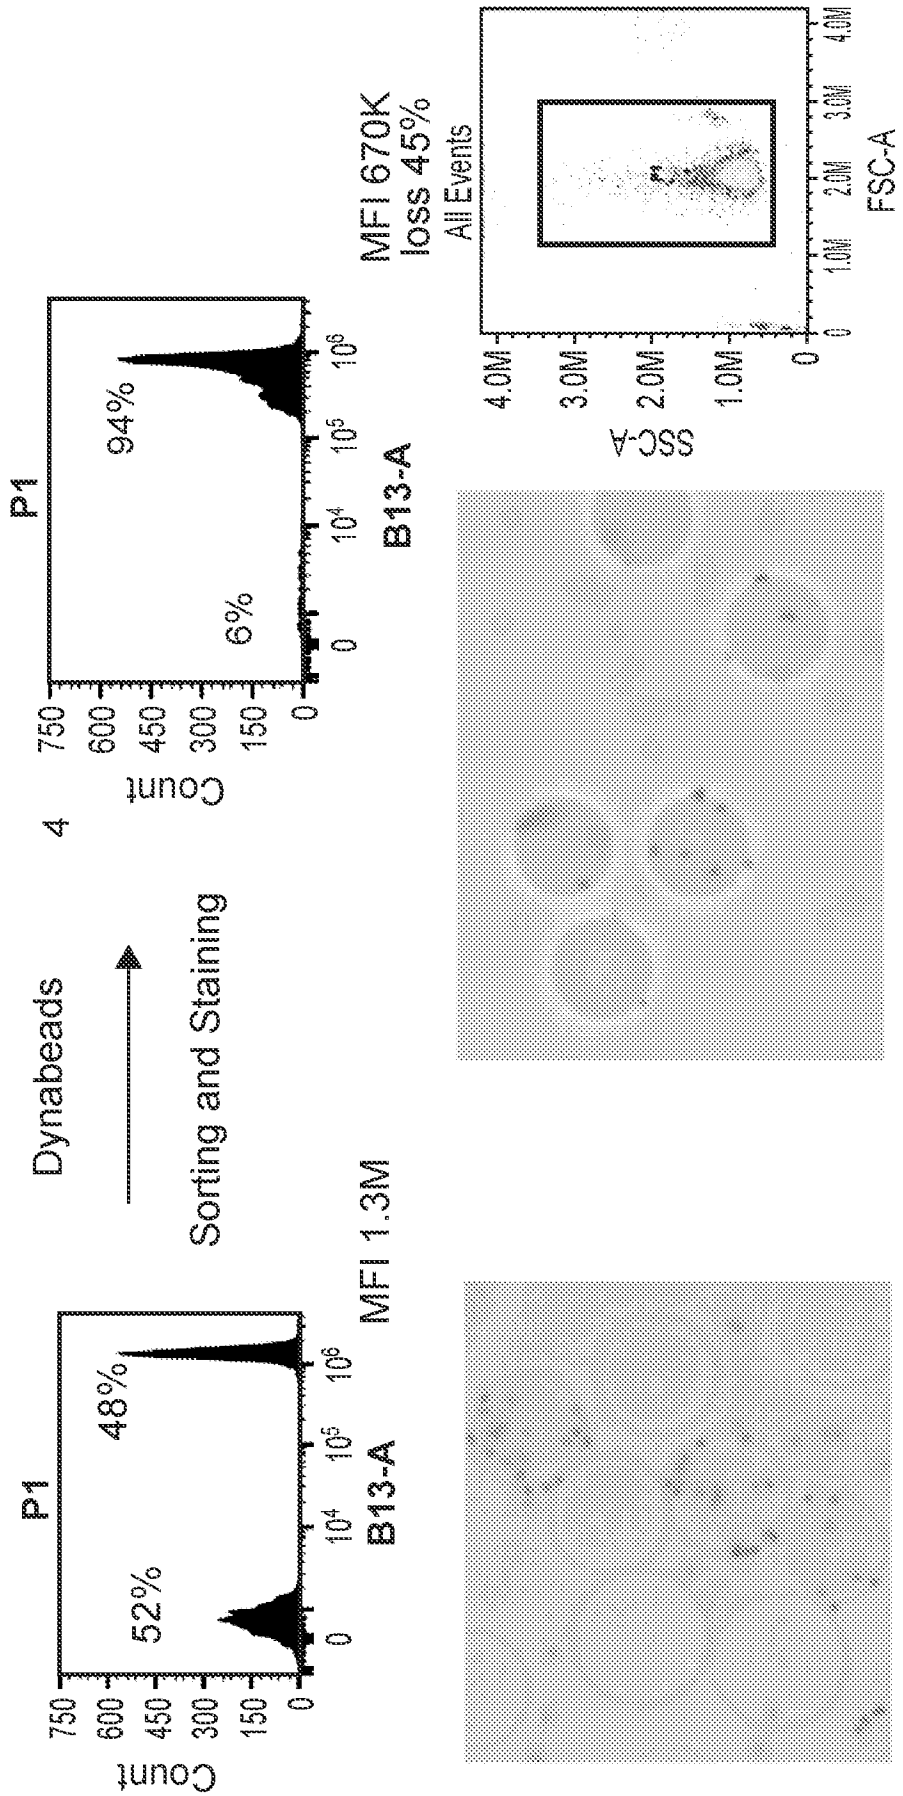 P1
Count
750
600
450
300
150
0
52%
48%
0
10⁴
10⁵
10⁶
B13-A
MFI 1.3M
Dynabeads
Sorting and Staining
4
P1
Count
750
600
450
300
150
0
6%
94%
0
10⁴
10⁵
10⁶
B13-A
MFI 670K
loss 45%
All Events
SSC-A
4.0M
3.0M
2.0M
1.0M
0
P1
0
1.0M
2.0M
3.0M
4.0M
FSC-A